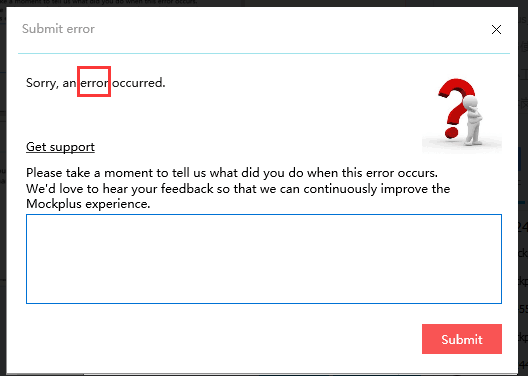 Submit error
Sorry, an error occurred.
Get support
Please take a moment to tell us what did you do when this error occurs.
We'd love to hear your feedback so that we can continuously improve the
Mockplus experience.
Submit